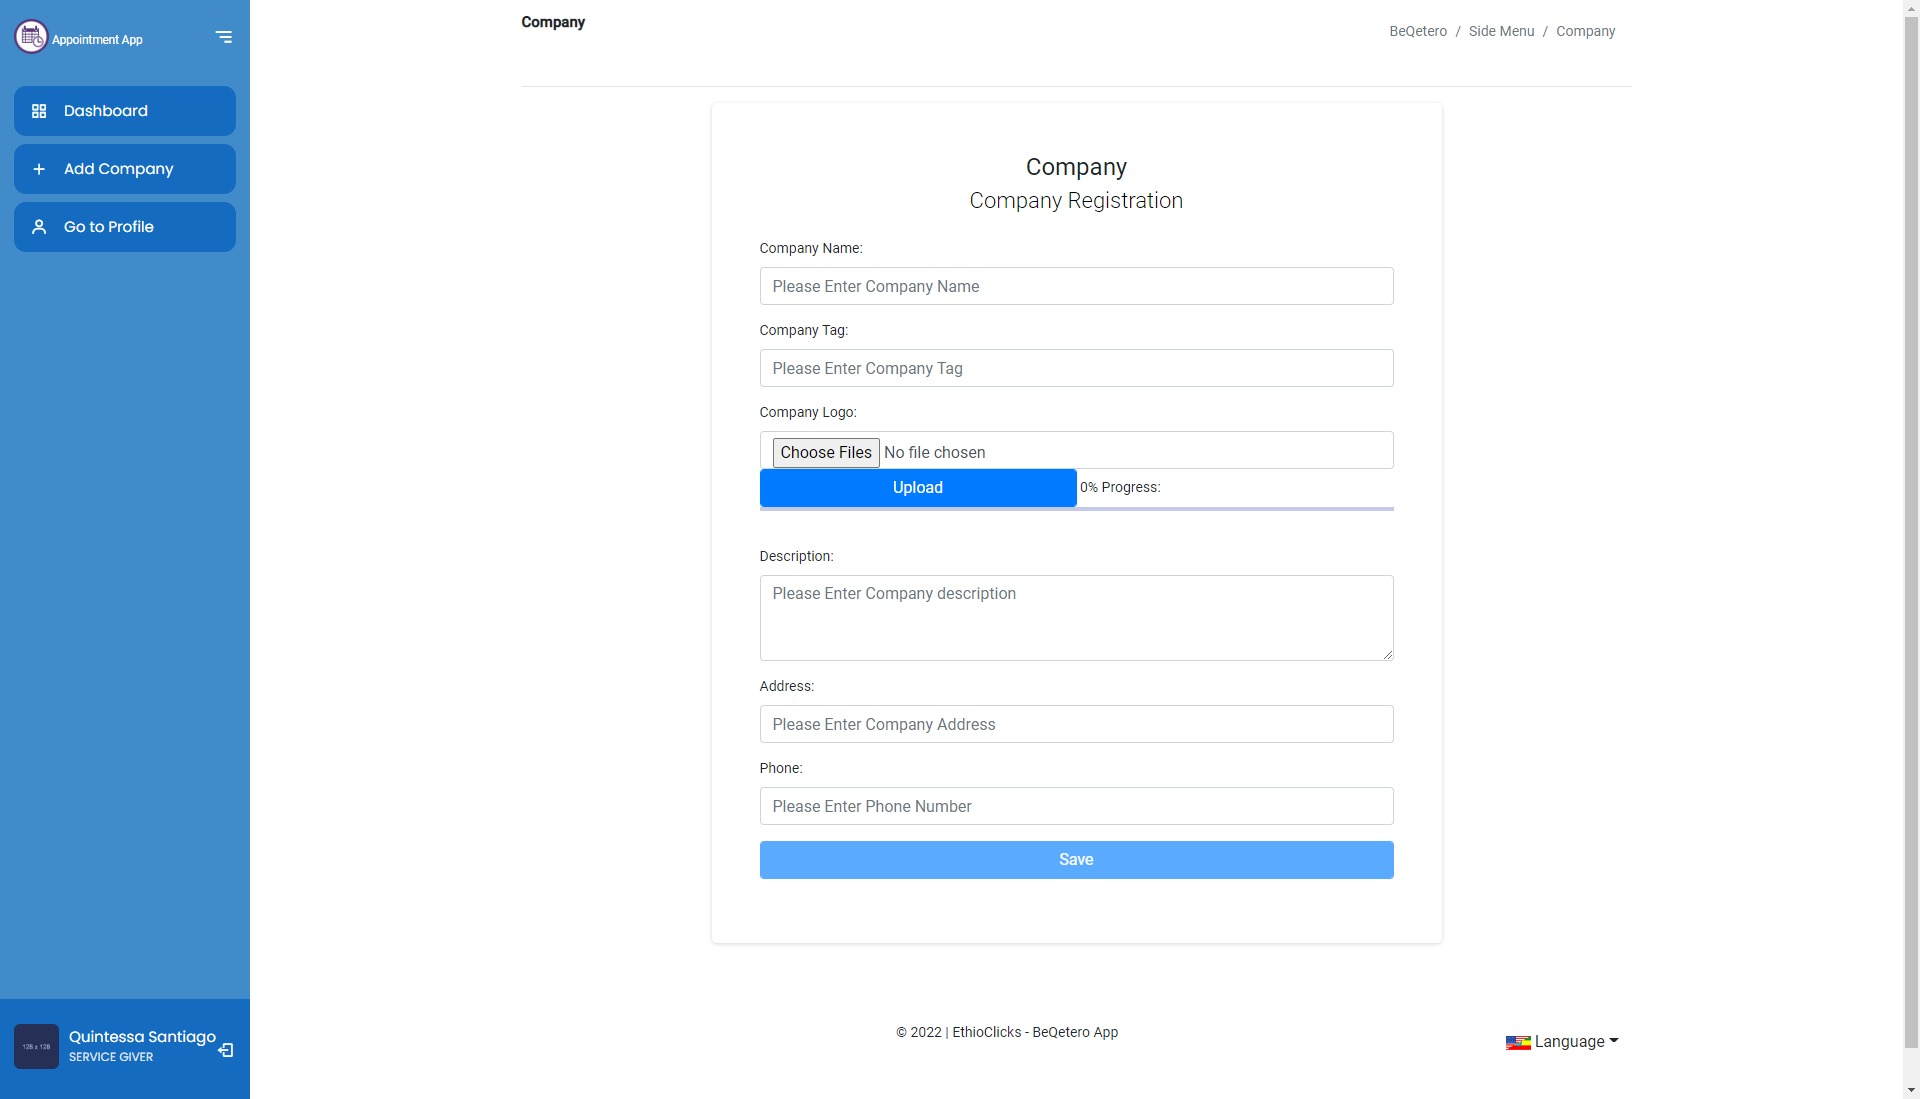 Appointment App
Dashboard
Add Company
Go to Profile
128 x 128
Quintessa Santiago
SERVICE GIVER
Company
BeQetero / Side Menu / Company
Company
Company Registration
Company Name:
Please Enter Company Name
Company Tag:
Please Enter Company Tag
Company Logo:
Choose Files No file chosen
Upload 0% Progress:
Description:
Please Enter Company description
Address:
Please Enter Company Address
Phone:
Please Enter Phone Number
Save
© 2022 | EthioClicks - BeQetero App
Language